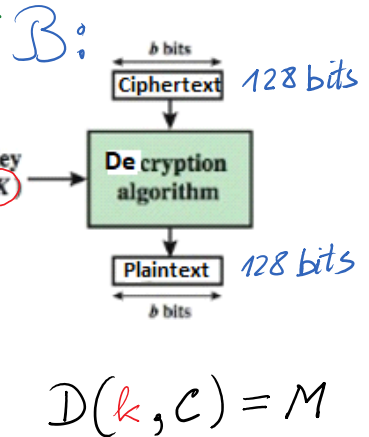 B:
b bits
Ciphertext 128 bits
ey
K
Decryption
algorithm
Plaintext 128 bits
b bits
D(k, C) = M